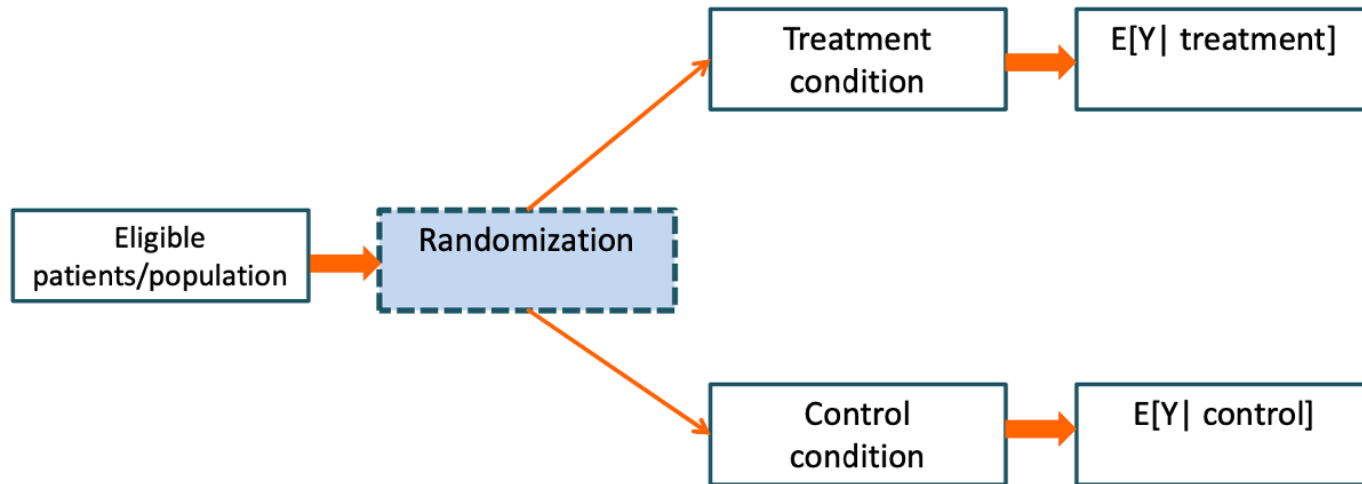 Treatment
condition
E[Y| treatment]
Eligible
patients/population
Randomization
Control
condition
E[Y| control]